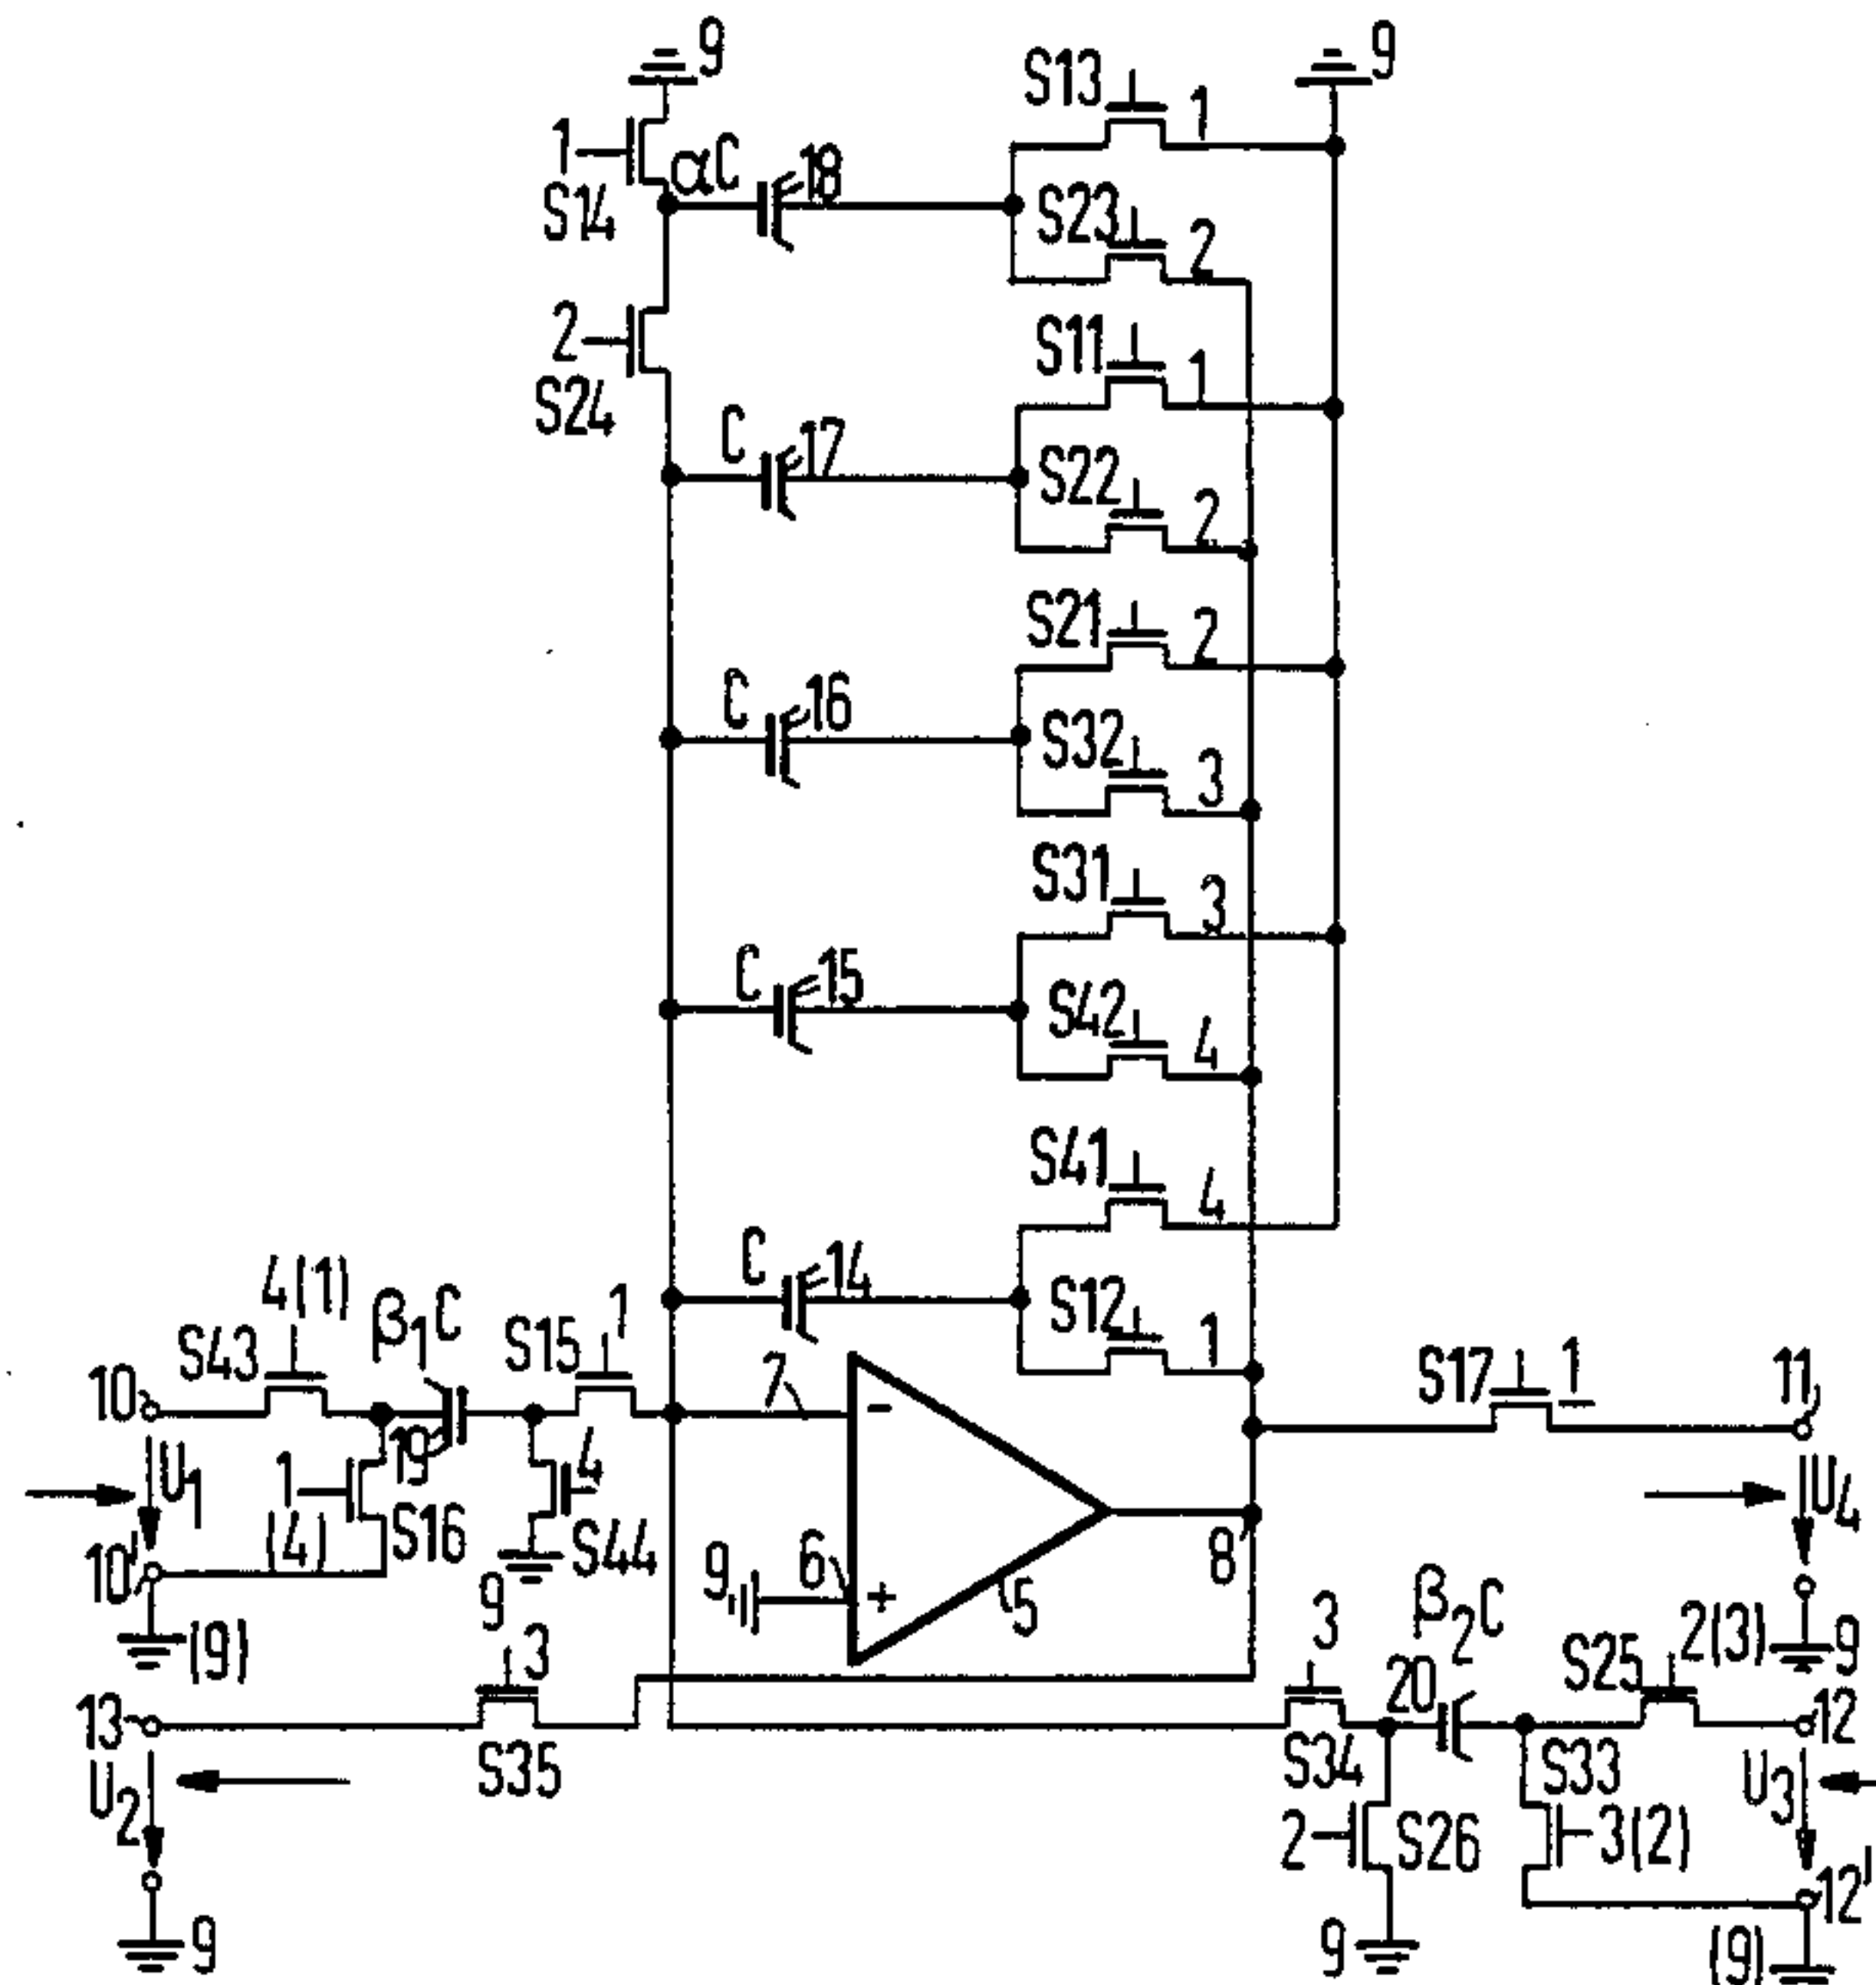 9
9
S13
1
1
αC
18
S14
S23
2
2
S11
1
S24
C
17
S22
2
S21
2
C
16
S32
3
S31
3
C
15
S42
4
S41
4
C
14
S12
1
4(1)
β₁C
S43
S15
1
10
19
7
-
S17
1
11
U₁
1
(4)
S16
4
S44
9
10'
(9)
9
6
+
5
8
U₄
9
3
13
S35
U₂
9
3
β₂C
20
S34
S25
2(3)
12
S33
U₃
2
S26
3(2)
12'
9
(9)